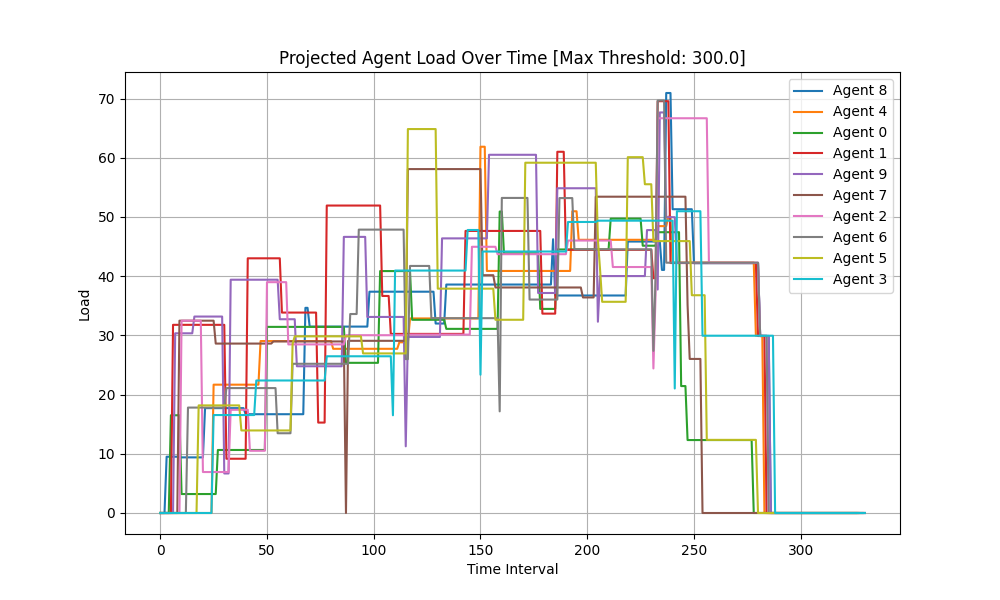 Projected Agent Load Over Time [Max Threshold: 300.0]
Load
70
60
50
40
30
20
10
0
Agent 8
Agent 4
Agent 0
Agent 1
Agent 9
Agent 7
Agent 2
Agent 6
Agent 5
Agent 3
0 50 100 150 200 250 300
Time Interval